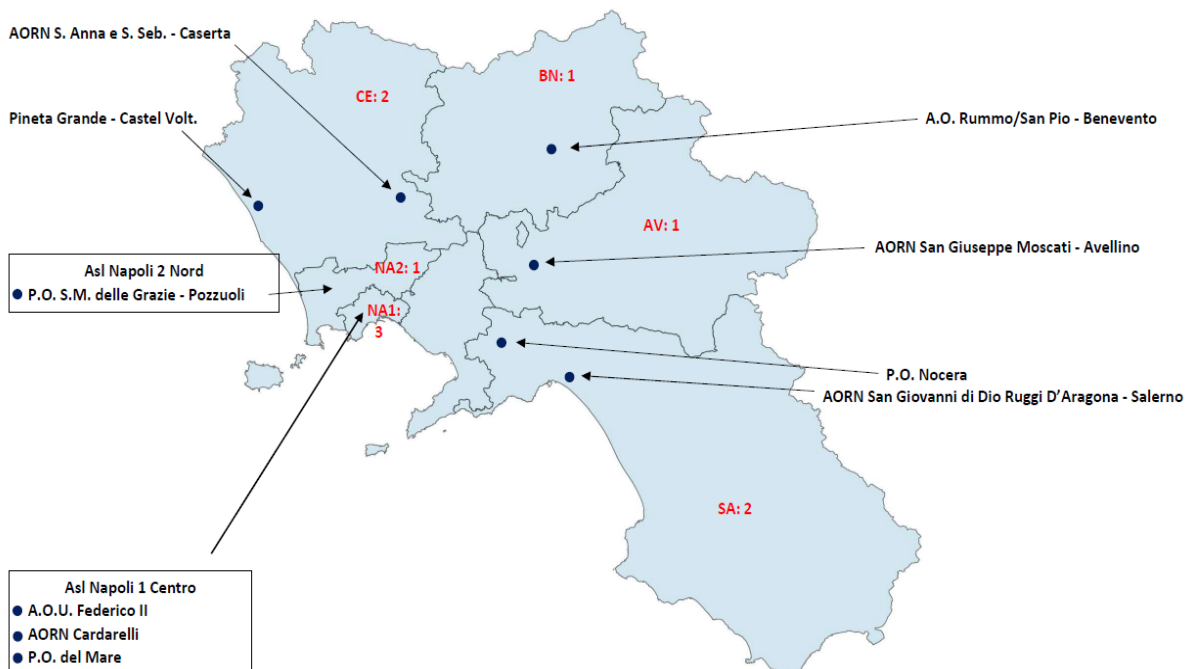 AORN S. Anna e S. Seb. - Caserta
BN: 1
CE: 2
Pineta Grande - Castel Volt.
A.O. Rummo/San Pio - Benevento
AV: 1
AORN San Giuseppe Moscati - Avellino
Asl Napoli 2 Nord
P.O. S.M. delle Grazie - Pozzuoli
NA2: 1
NA1:
3
P.O. Nocera
AORN San Giovanni di Dio Ruggi D’Aragona - Salerno
SA: 2
Asl Napoli 1 Centro
A.O.U. Federico II
AORN Cardarelli
P.O. del Mare